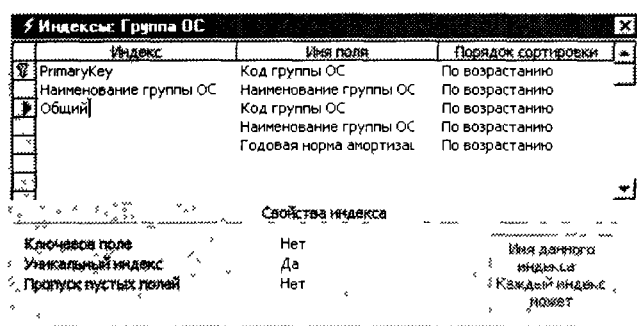 Индексы: Группа ОС
Индекс Имя поля Порядок сортировки
PrimaryKey Код группы ОС По возрастанию
Наименование группы ОС Наименование группы ОС По возрастанию
Общий Код группы ОС По возрастанию
Наименование группы ОС По возрастанию
Годовая норма амортизац По возрастанию
Свойства индекса
Ключевое поле Нет
Уникальный индекс Да
Пропуск пустых полей Нет
Имя данного
индекса
Каждый индекс
может